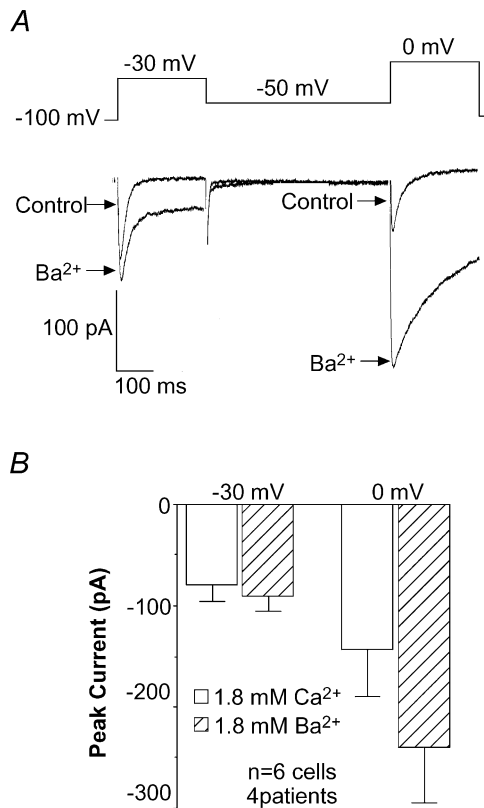 A
-30 mV
0 mV
-50 mV
-100 mV
Control
Control
Ba²⁺
100 pA
100 ms
Ba²⁺
B
-30 mV
0 mV
0
-100
-200
-300
Peak Current (pA)
1.8 mM Ca²⁺
1.8 mM Ba²⁺
n=6 cells
4patients